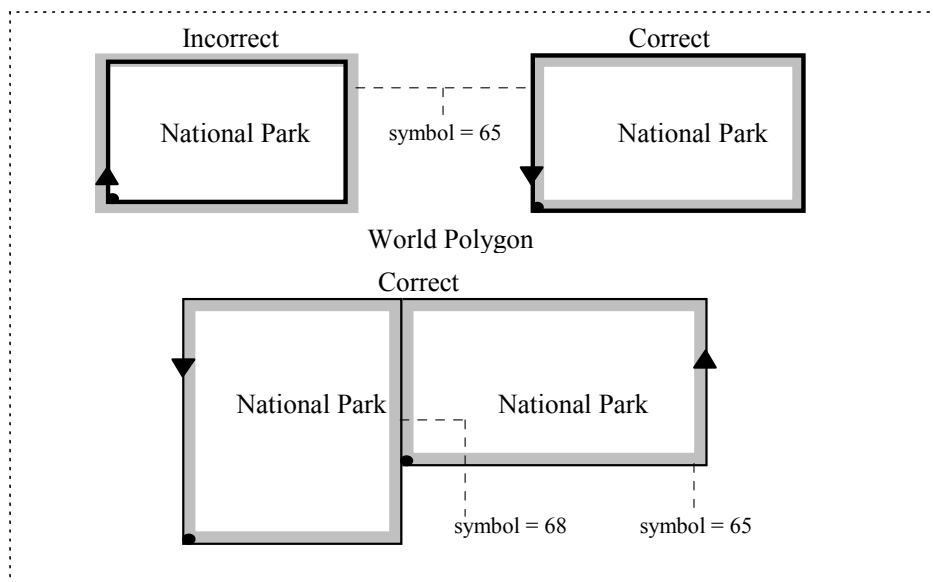 Incorrect
Correct
National Park
National Park
symbol = 65
World Polygon
Correct
National Park
National Park
symbol = 68
symbol = 65